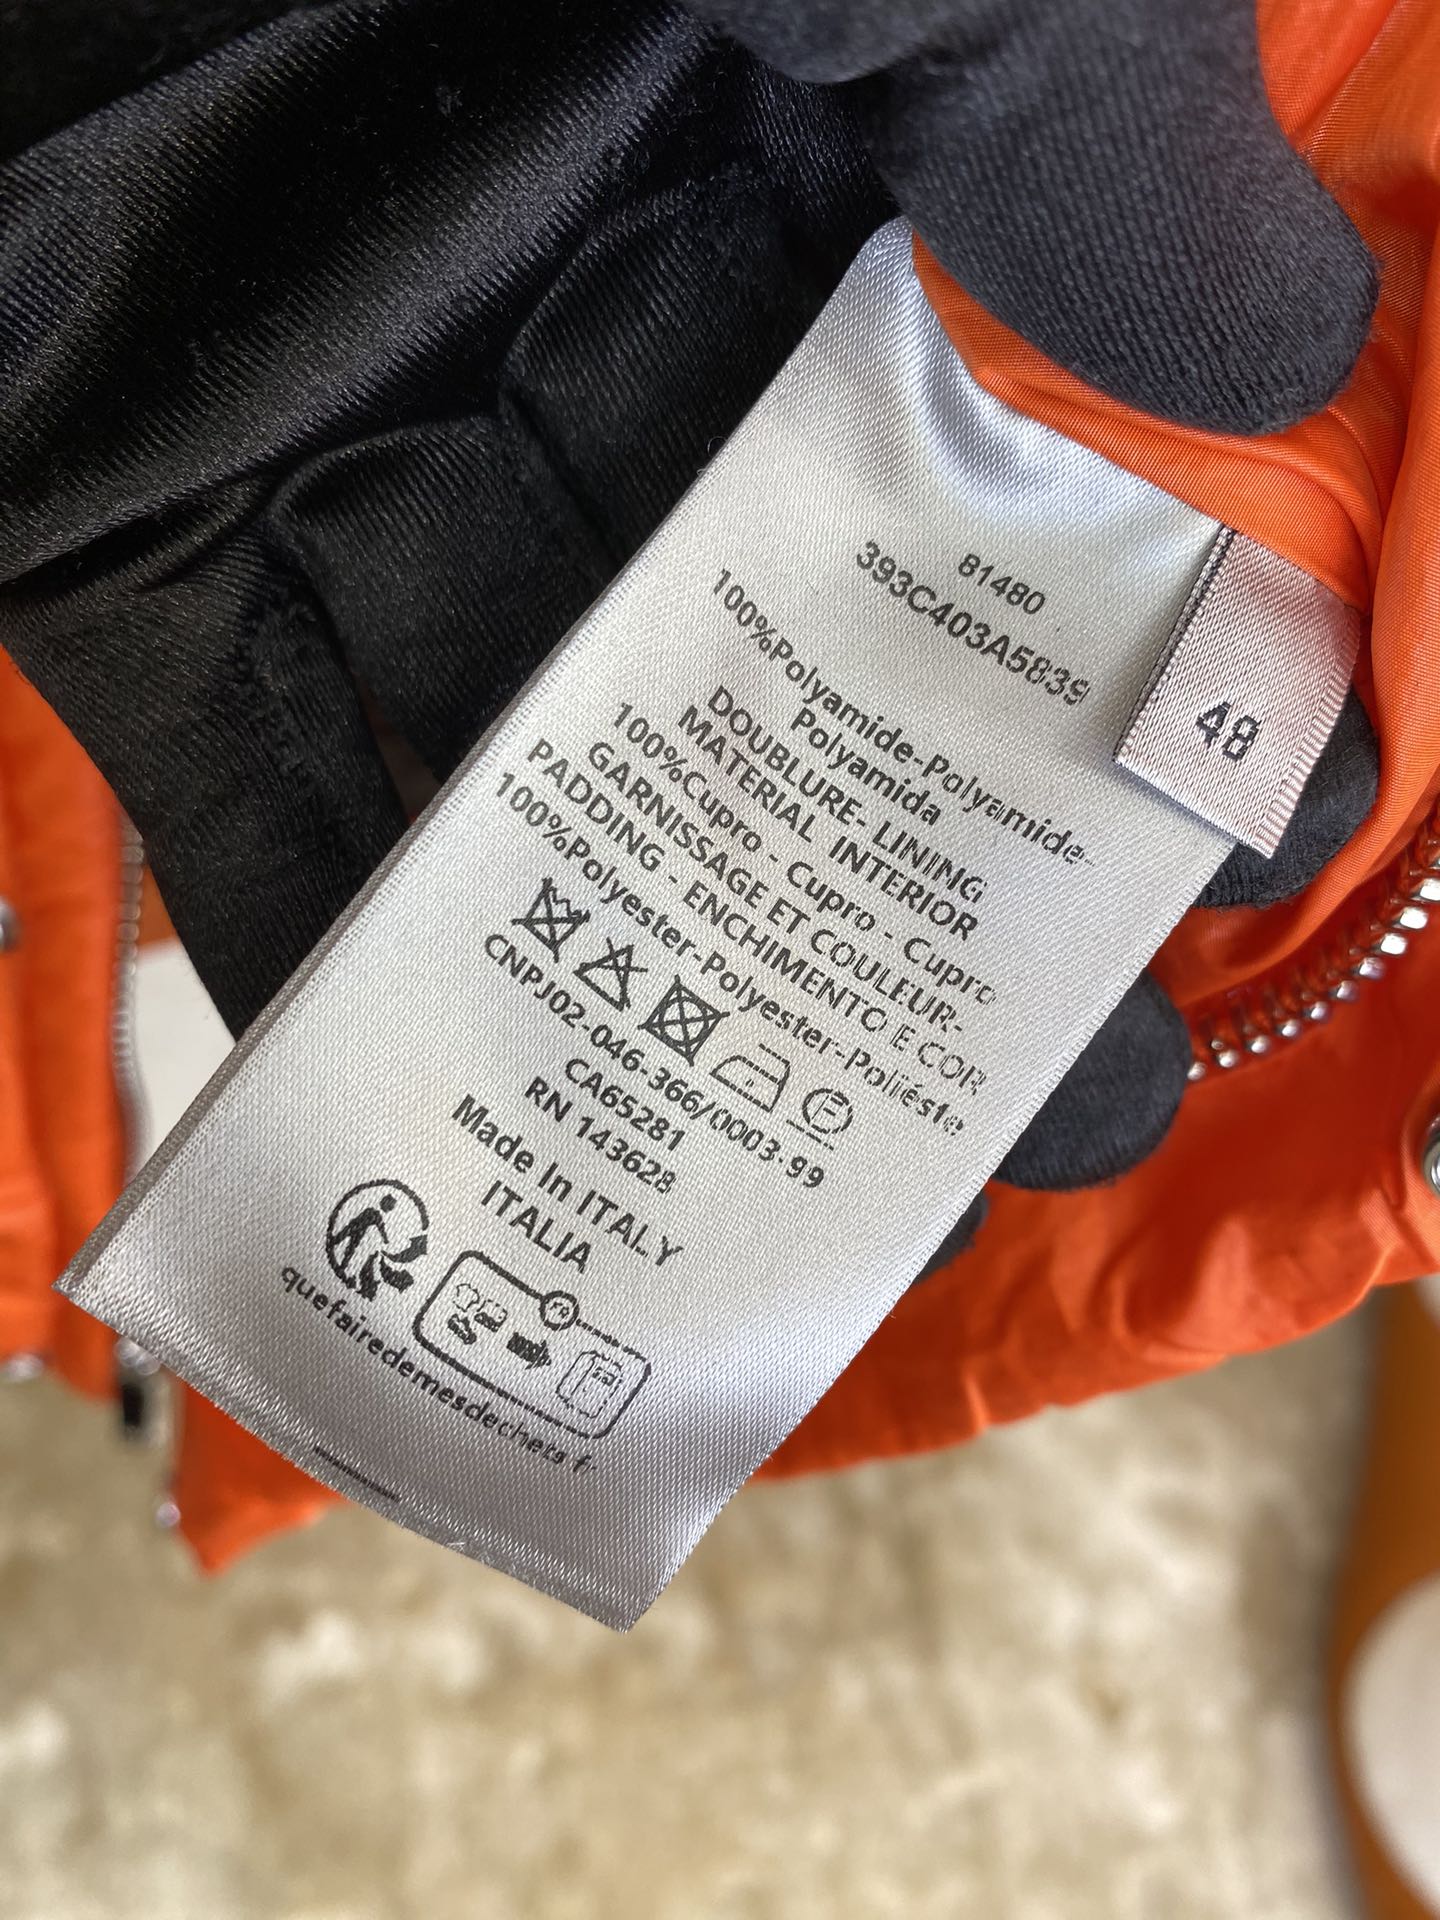 81480
393C403A5839
100%Polyamide-Polyamide-
Polyamida
DOUBLURE- LINING
MATERIAL INTERIOR
100%Cupro - Cupro - Cupro
GARNISSAGE ET COULEUR-
PADDING - ENCHIMENTO E COR
100%Polyester-Polyester-Poliéste
F
CNPJ02-046-366/0003-99
CA65281
RN 143628
Made In ITALY
ITALIA
FR
quefairedemesdechets.fr
48